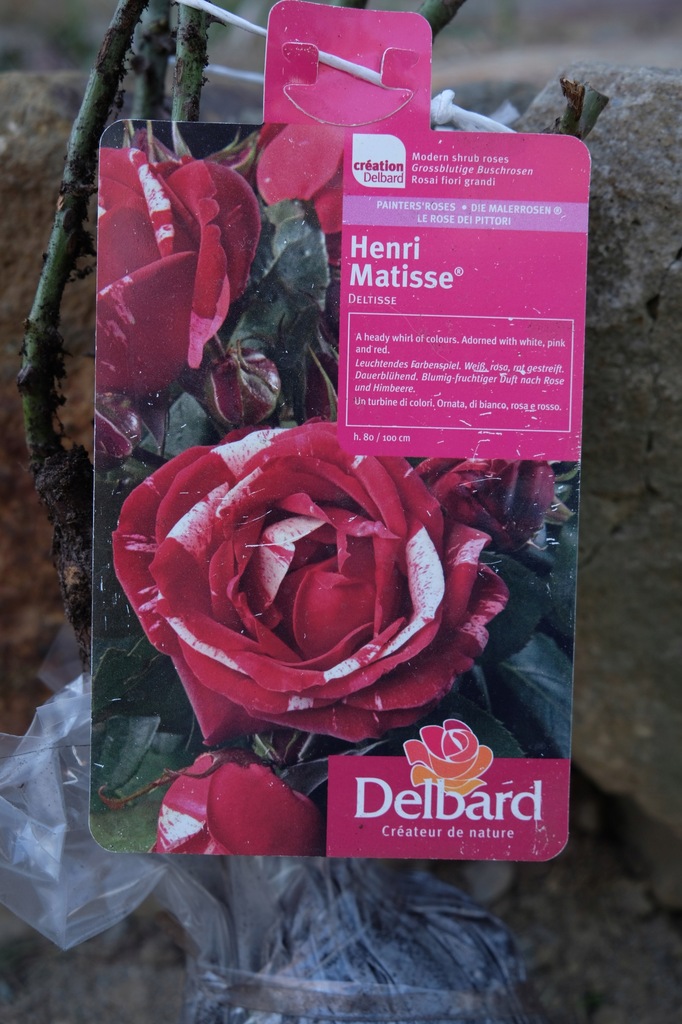 création
Delbard
Modern shrub roses
Grossblutige Buschrosen
Rosai fiori grandi
PAINTERS'ROSES • DIE MALERROSEN ®
LE ROSE DEI PITTORI
Henri
Matisse®
DELTISSE
A heady whirl of colours. Adorned with white, pink
and red.
Leuchtendes Farbenspiel. Weiß, rosa, rot gestreift.
Dauerblühend. Blumig-fruchtiger Duft nach Rose
und Himbeere.
Un turbine di colori. Ornata, di bianco, rosa e rosso.
h. 80 / 100 cm
Delbard
Créateur de nature